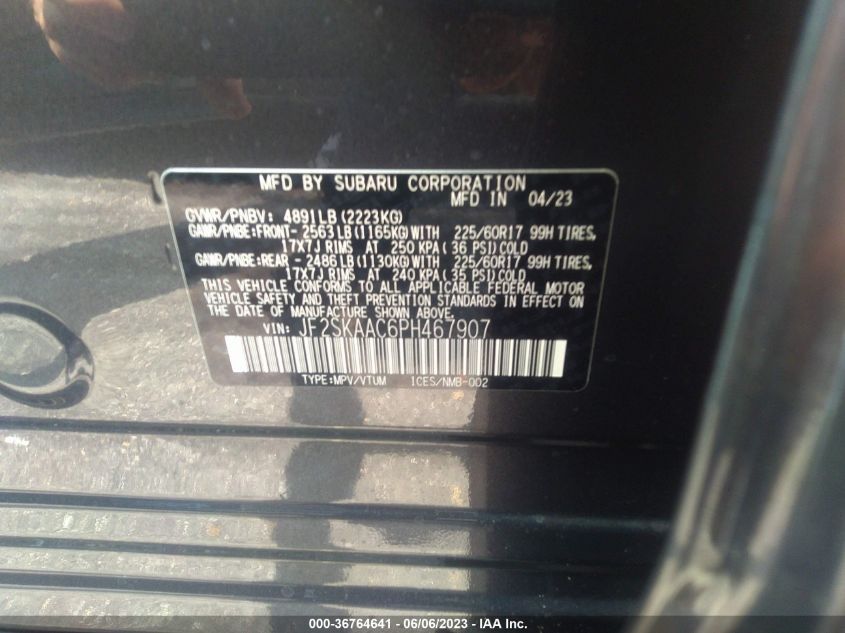 MFD BY SUBARU CORPORATION
MFD IN 04/23
GVWR/PNBV: 4891LB(2223KG)
GAWR/PNBE:FRONT- 2563LB(1165KG)WITH 225/60R17 99H TIRES,
17X7J RIMS AT 250 KPA(36 PSI)COLD
GAWR/PNBE:REAR - 2486LB(1130KG)WITH 225/60R17 99H TIRES,
17X7J RIMS AT 240 KPA(35 PSI)COLD
THIS VEHICLE CONFORMS TO ALL APPLICABLE FEDERAL MOTOR
VEHICLE SAFETY AND THEFT PREVENTION STANDARDS IN EFFECT ON
THE DATE OF MANUFACTURE SHOWN ABOVE.
VIN: JF2SKAAC6PH467907
TYPE:MPV/VTUM 1CES/NMB-002
000-36764641 - 06/06/2023 - IAA Inc.